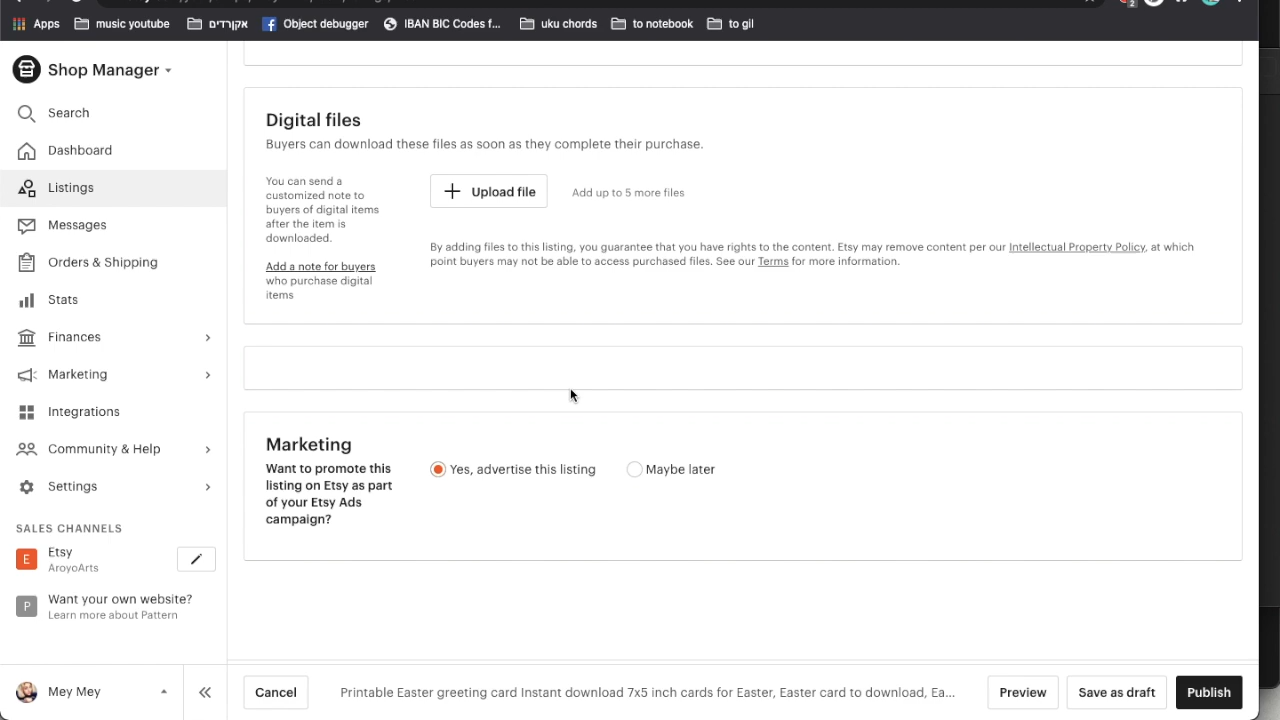 Apps
music youtube
אקורדים
Object debugger
IBAN BIC Codes f...
uku chords
to notebook
to gil
2
Shop Manager
Search
Dashboard
Listings
Messages
Orders & Shipping
Stats
Finances
Marketing
Integrations
Community & Help
Settings
SALES CHANNELS
E
Etsy
AroyoArts
P
Want your own website?
Learn more about Pattern
Mey Mey
Digital files
Buyers can download these files as soon as they complete their purchase.
You can send a
customized note to
buyers of digital items
after the item is
downloaded.
Add a note for buyers
who purchase digital
items
Upload file
Add up to 5 more files
By adding files to this listing, you guarantee that you have rights to the content. Etsy may remove content per our Intellectual Property Policy, at which
point buyers may not be able to access purchased files. See our Terms for more information.
Marketing
Want to promote this
listing on Etsy as part
of your Etsy Ads
campaign?
Yes, advertise this listing
Maybe later
Cancel
Printable Easter greeting card Instant download 7x5 inch cards for Easter, Easter card to download, Ea...
Preview
Save as draft
Publish